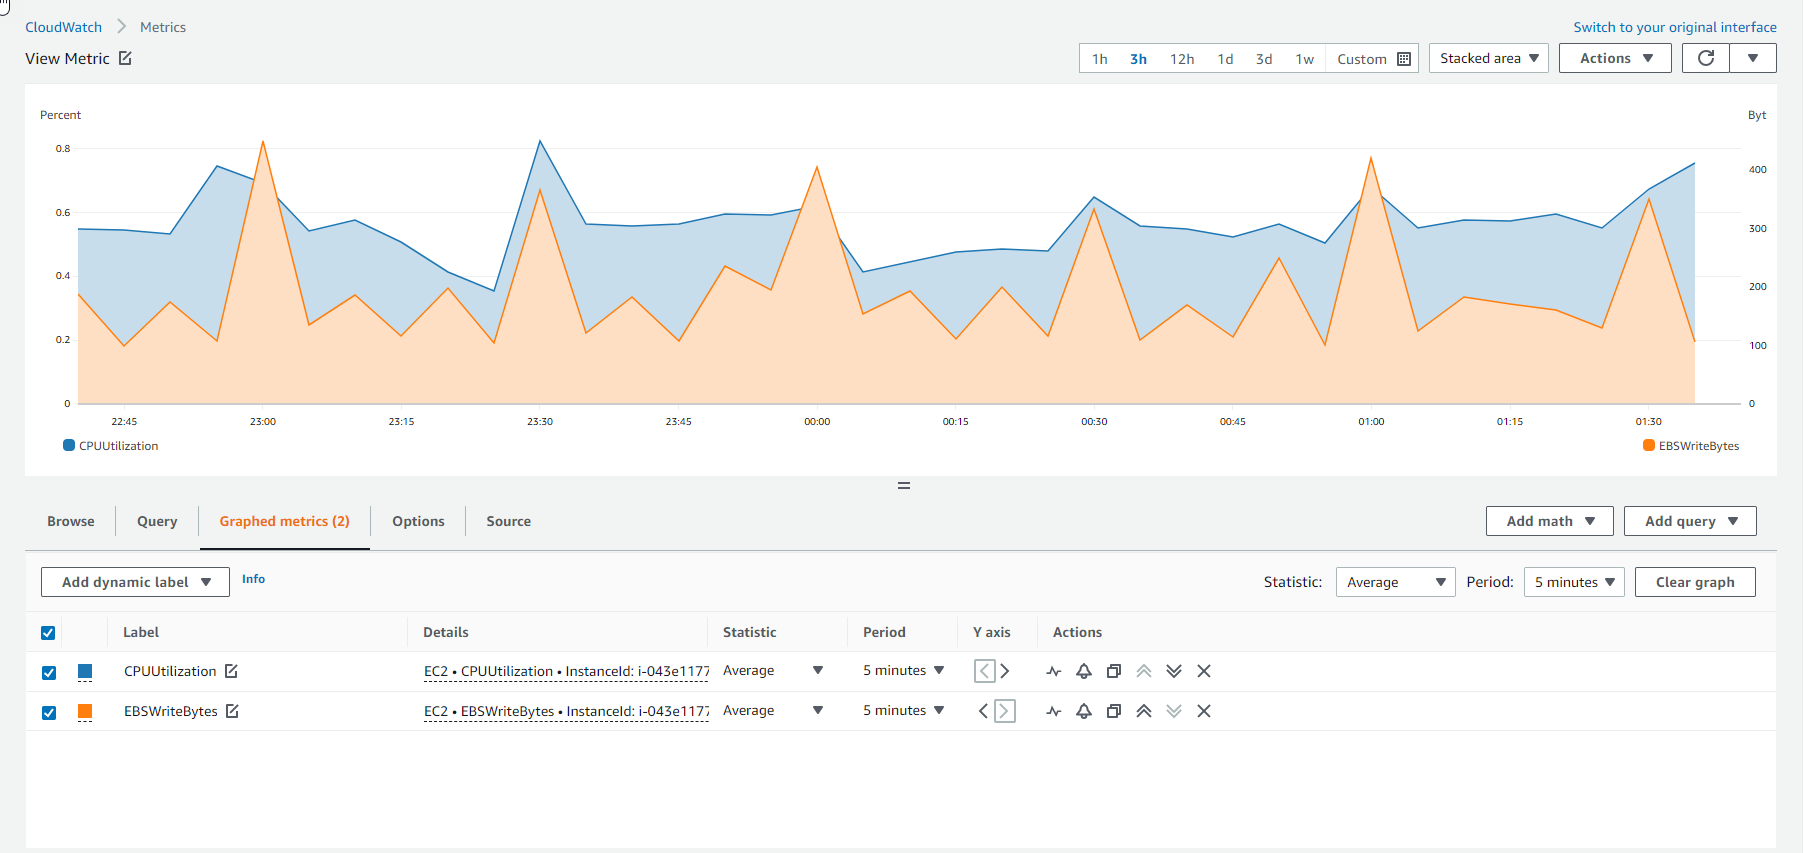 CloudWatch Metrics Switch to your original interface
View Metric 1h 3h 12h 1d 3d 1w Custom Stacked area Actions
Percent Byt
0.8
400
0.6
300
0.4
200
0.2
100
0 0
22:45 23:00 23:15 23:30 23:45 00:00 00:15 00:30 00:45 01:00 01:15 01:30
CPUUtilization EBSWriteBytes
Browse Query Graphed metrics (2) Options Source Add math Add query
Add dynamic label Info Statistic: Average Period: 5 minutes Clear graph
Label Details Statistic Period Y axis Actions
CPUUtilization EC2 • CPUUtilization • InstanceId: i-043e1177 Average 5 minutes
EBSWriteBytes EC2 • EBSWriteBytes • InstanceId: i-043e1177 Average 5 minutes